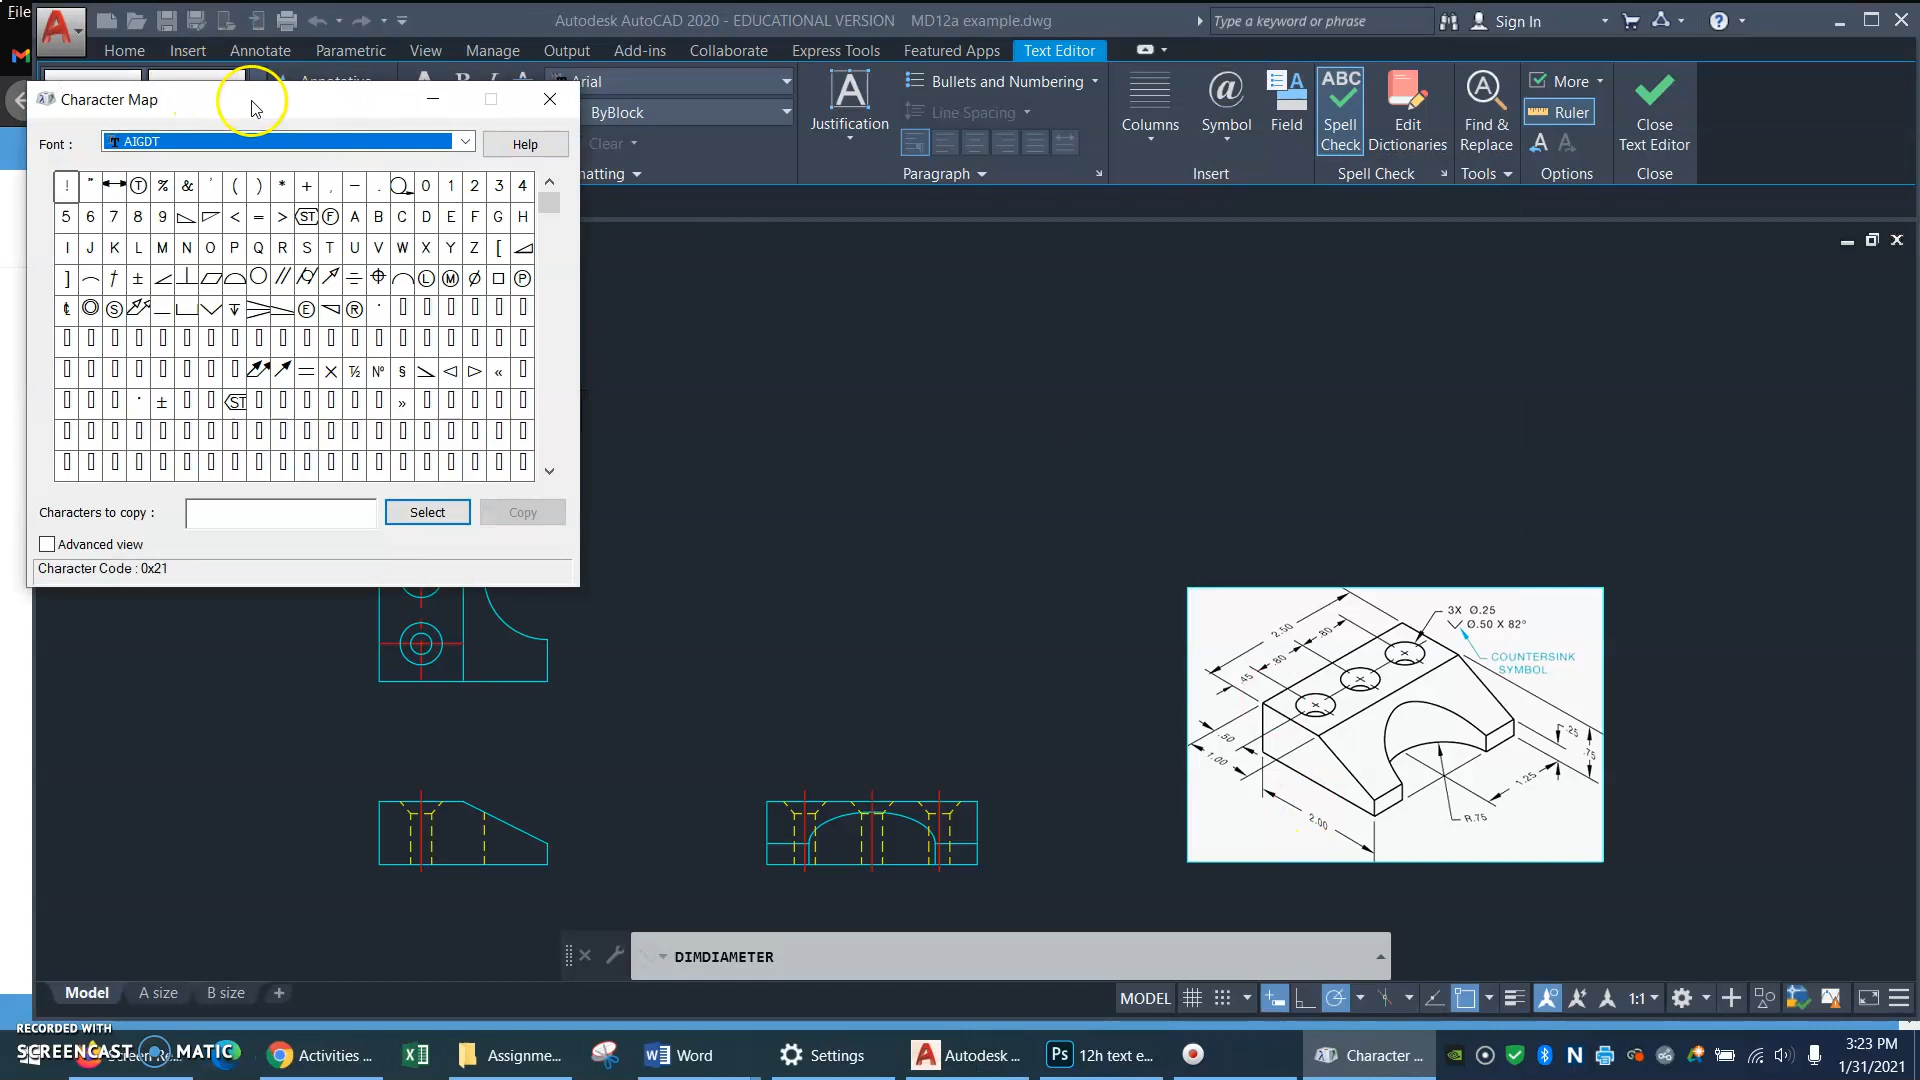 File
Autodesk AutoCAD 2020 - EDUCATIONAL VERSION MD12a example.dwg
Type a keyword or phrase
Sign In
Home Insert Annotate Parametric View Manage Output Add-ins Collaborate Express Tools Featured Apps Text Editor
Arial
Bullets and Numbering
More
ByBlock
Line Spacing
Ruler
Justification
Columns
Symbol
Field
Spell
Check
Edit
Dictionaries
Find &
Replace
Close
Text Editor
Clear
Paragraph
Insert
Spell Check
Tools
Options
Close
Character Map
Font :
AIGDT
Help
! " Ⓣ % & ' ( ) * + , – . 0 1 2 3 4
5 6 7 8 9 < = > ST Ⓕ A B C D E F G H
I J K L M N O P Q R S T U V W X Y Z [
Characters to copy :
Select
Copy
Advanced view
Character Code : 0x21
3X Ø.25
Ø.50 X 82°
COUNTERSINK
SYMBOL
2.50
.80
.80
.45
.50
1.00
2.00
R.75
1.25
.25
.75
DIMDIAMETER
Model A size B size
MODEL
1:1
RECORDED WITH
SCREENCAST MATIC
Activities ...
Assignme...
Word
Settings
Autodesk ...
12h text e...
Character ...
3:23 PM
1/31/2021